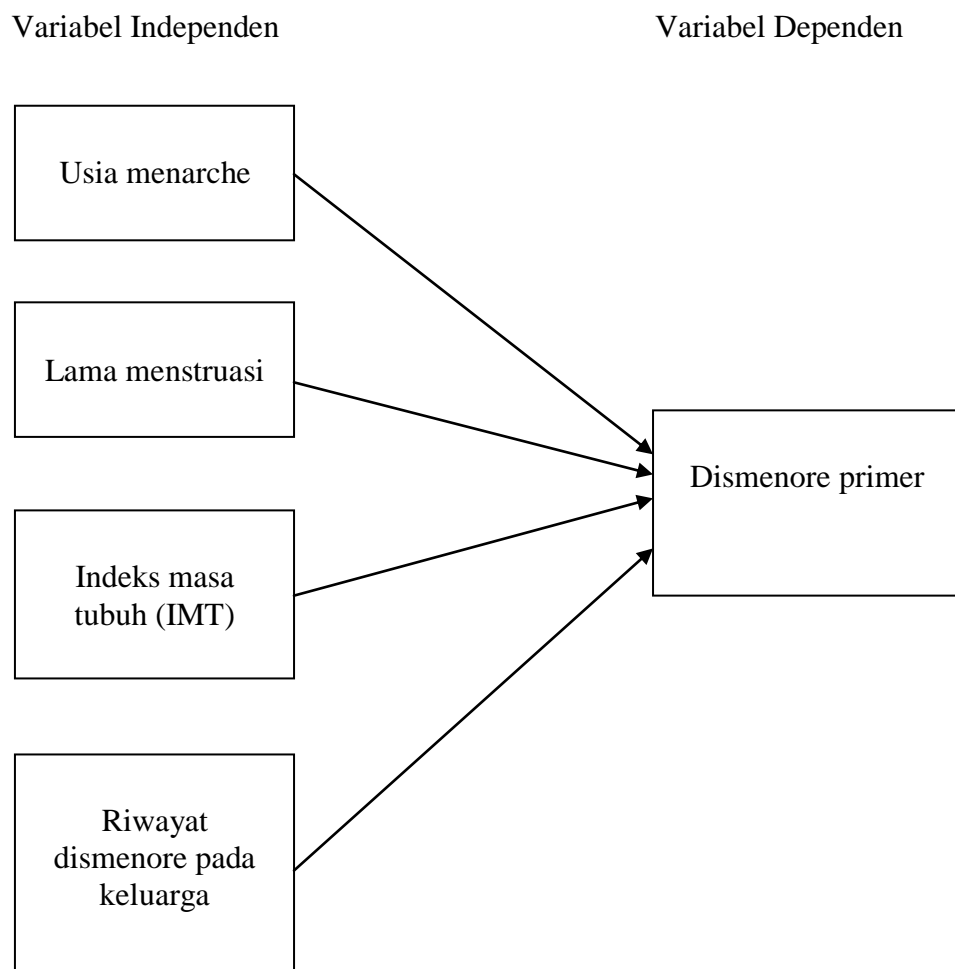 Variabel Independen
Variabel Dependen
Usia menarche
Lama menstruasi
Dismenore primer
Indeks masa
tubuh (IMT)
Riwayat
dismenore pada
keluarga